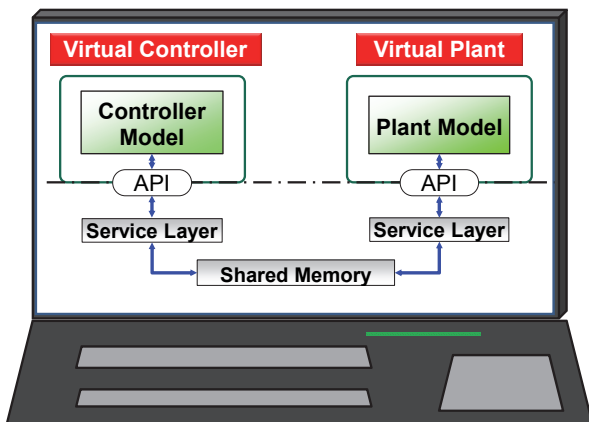 Virtual Controller
Virtual Plant
Controller
Model
Plant Model
API
API
Service Layer
Service Layer
Shared Memory